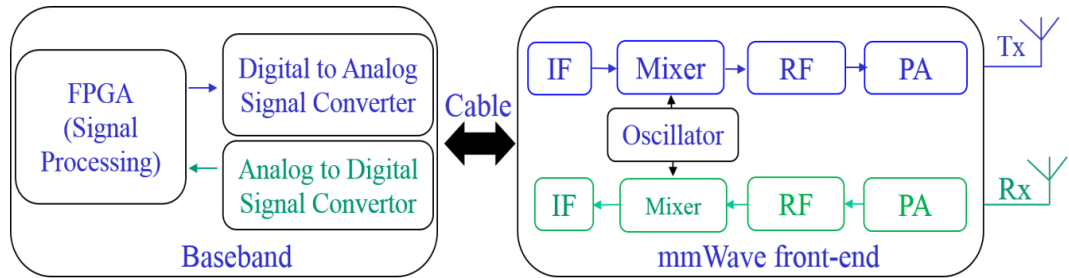 FPGA
(Signal
Processing)
Digital to Analog
Signal Converter
Analog to Digital
Signal Convertor
Baseband
Cable
IF
Mixer
RF
PA
Tx
Oscillator
IF
Mixer
RF
PA
Rx
mmWave front-end